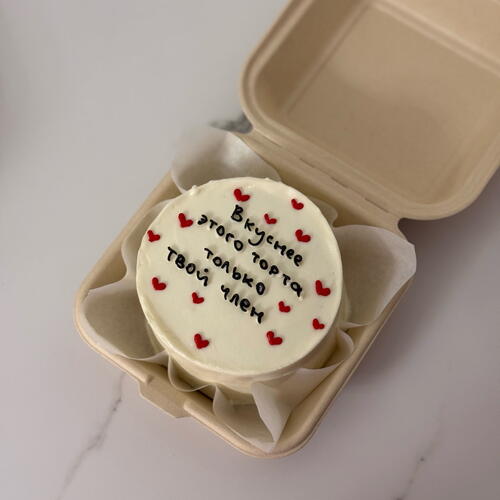 Вкуснее
этого торта
только
твой член